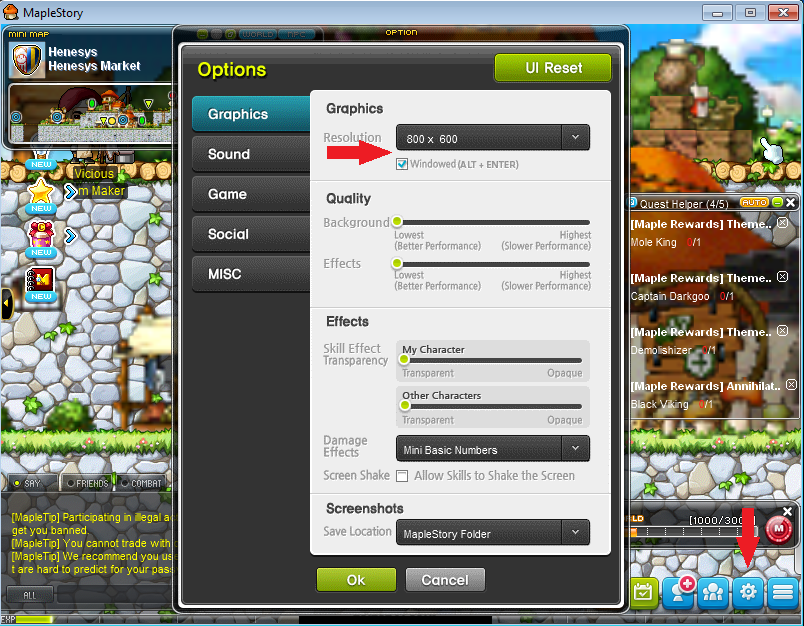 MapleStory
MINI MAP
Henesys
Henesys Market
WORLD
NPC
OPTION
Options
UI Reset
Graphics
Sound
Game
Social
MISC
Graphics
Resolution
800 x 600
Windowed (ALT + ENTER)
Quality
Background
Lowest
(Better Performance)
Highest
(Slower Performance)
Effects
Lowest
(Better Performance)
Highest
(Slower Performance)
Effects
Skill Effect
Transparency
My Character
Transparent
Opaque
Other Characters
Transparent
Opaque
Damage
Effects
Mini Basic Numbers
Screen Shake
Allow Skills to Shake the Screen
Screenshots
Save Location
MapleStory Folder
Ok
Cancel
NEW
Vicious
m Maker
NEW
NEW
NEW
Quest Helper (4/5)
AUTO
[Maple Rewards] Theme..
Mole King 0/1
[Maple Rewards] Theme..
Captain Darkgoo 0/1
[Maple Rewards] Theme..
Demolishizer /1
[Maple Rewards] Annihilat..
Black Viking /1
SAY
FRIENDS
COMBAT
[MapleTip] Participating in illegal a
get you banned.
[MapleTip] You cannot trade with
[MapleTip] We recommend you use
t are hard to predict for your pass
ALL
EXP
[1000/300
M